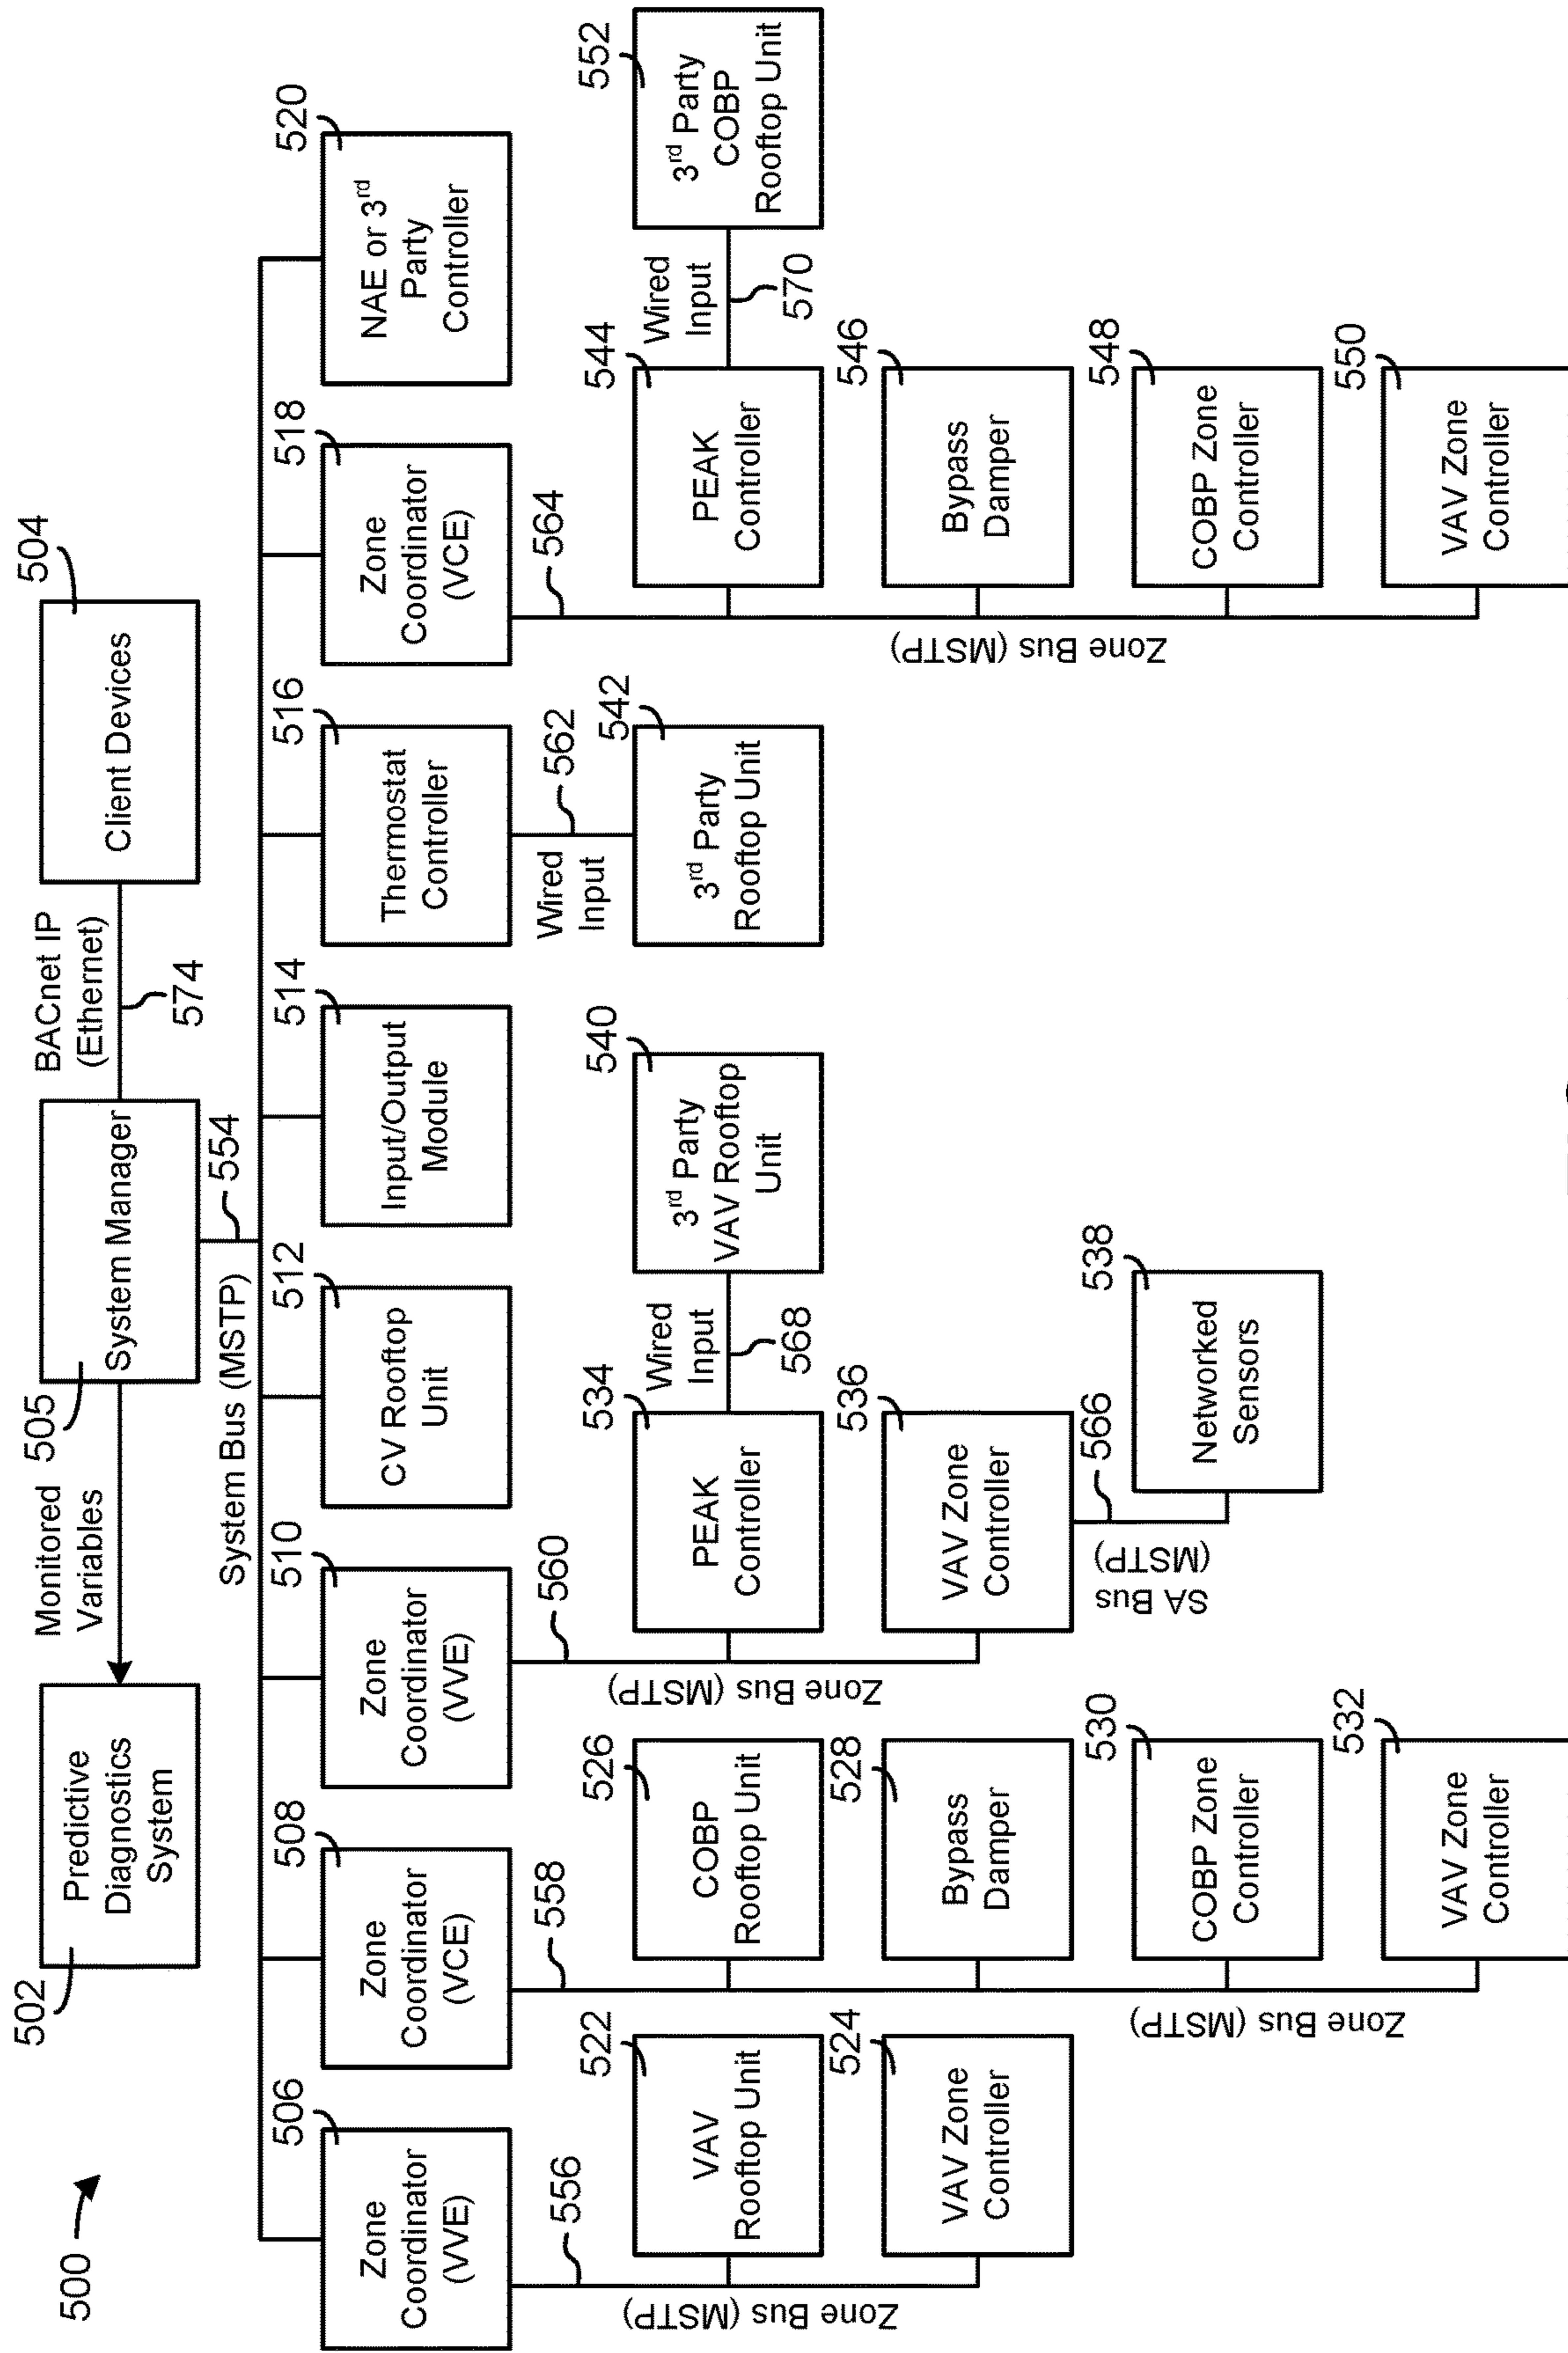 500
502
Predictive
Diagnostics
System
Monitored
Variables
505
System Manager
BACnet IP
(Ethernet)
574
504
Client Devices
System Bus (MSTP)
554
506
Zone
Coordinator
(VVE)
508
Zone
Coordinator
(VCE)
510
Zone
Coordinator
(VVE)
512
CV Rooftop
Unit
514
Input/Output
Module
516
Thermostat
Controller
518
Zone
Coordinator
(VCE)
520
NAE or 3rd
Party
Controller
556
Zone Bus (MSTP)
522
VAV
Rooftop Unit
524
VAV Zone
Controller
558
Zone Bus (MSTP)
526
COBP
Rooftop Unit
528
Bypass
Damper
530
COBP Zone
Controller
532
VAV Zone
Controller
560
Zone Bus (MSTP)
534
PEAK
Controller
Wired
Input
568
540
3rd Party
VAV Rooftop
Unit
536
VAV Zone
Controller
566
SA Bus
(MSTP)
538
Networked
Sensors
562
Wired
Input
542
3rd Party
Rooftop Unit
564
Zone Bus (MSTP)
544
PEAK
Controller
Wired
Input
570
552
3rd Party
COBP
Rooftop Unit
546
Bypass
Damper
548
COBP Zone
Controller
550
VAV Zone
Controller